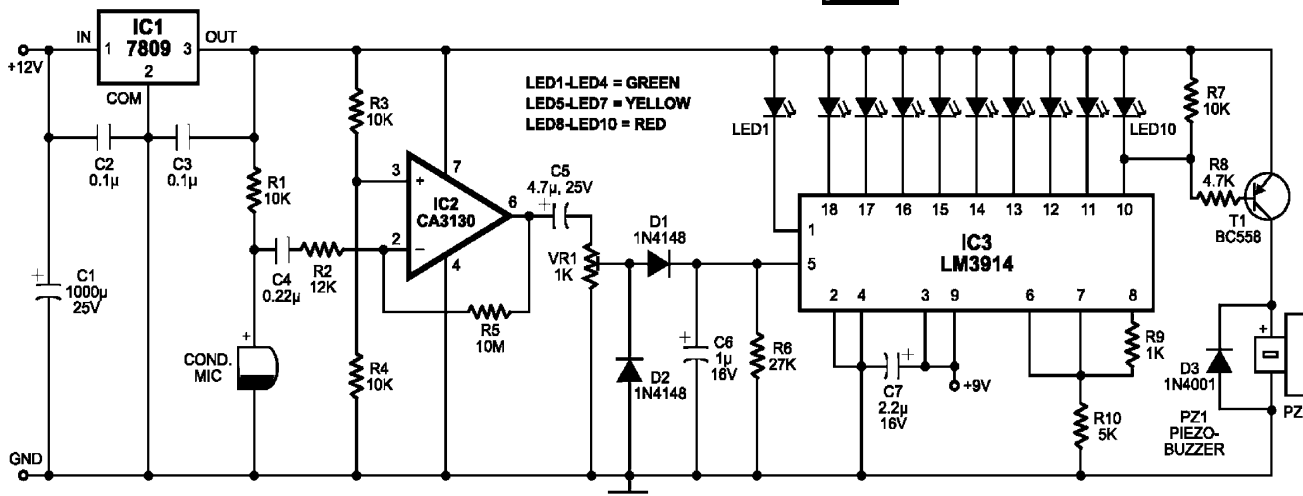 IC1
7809
IN
1
3
OUT
2
COM
+12V
LED1-LED4 = GREEN
LED5-LED7 = YELLOW
LED8-LED10 = RED
C2
0.1µ
C3
0.1µ
R1
10K
R3
10K
C1
1000µ
25V
+
COND.
MIC
+
C4
0.22µ
R2
12K
R4
10K
3
+
7
IC2
CA3130
6
2
−
4
R5
10M
C5
4.7µ, 25V
+
VR1
1K
D1
1N4148
D2
1N4148
+
C6
1µ
16V
R6
27K
LED1
LED10
R7
10K
R8
4.7K
T1
BC558
18
17
16
15
14
13
12
11
10
1
5
IC3
LM3914
2
4
3
9
6
7
8
C7
2.2µ
16V
+
+9V
R9
1K
R10
5K
D3
1N4001
+
PZ1
PIEZO-
BUZZER
PZ
GND